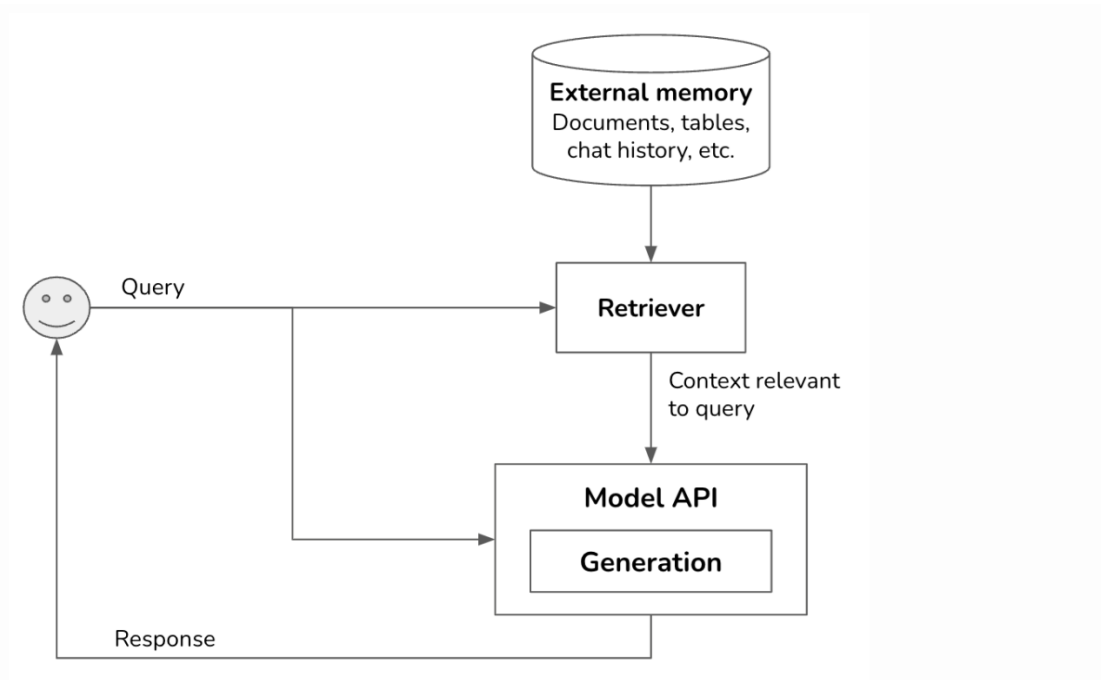 External memory
Documents, tables,
chat history, etc.
Query
Retriever
Context relevant
to query
Model API
Generation
Response